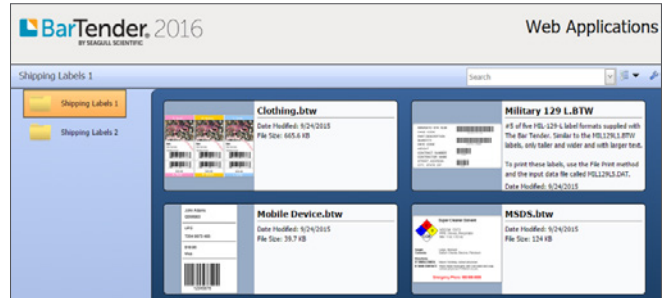 BarTender® 2016
BY SEAGULL SCIENTIFIC
Web Applications
Shipping Labels 1
Search
Shipping Labels 1
Shipping Labels 2
Clothing.btw
Date Modified: 9/24/2015
File Size: 665.6 KB
Military 129 L.BTW
#5 of five MIL-129-L label formats supplied with
The Bar Tender. Similar to the MIL129L1.BTW
labels, only taller and wider and with larger text.
To print these labels, use the File Print method
and the input data file called MIL129L5.DAT.
Date Modified: 9/24/2015
Mobile Device.btw
Date Modified: 9/24/2015
File Size: 39.7 KB
MSDS.btw
Date Modified: 9/24/2015
File Size: 134 KB